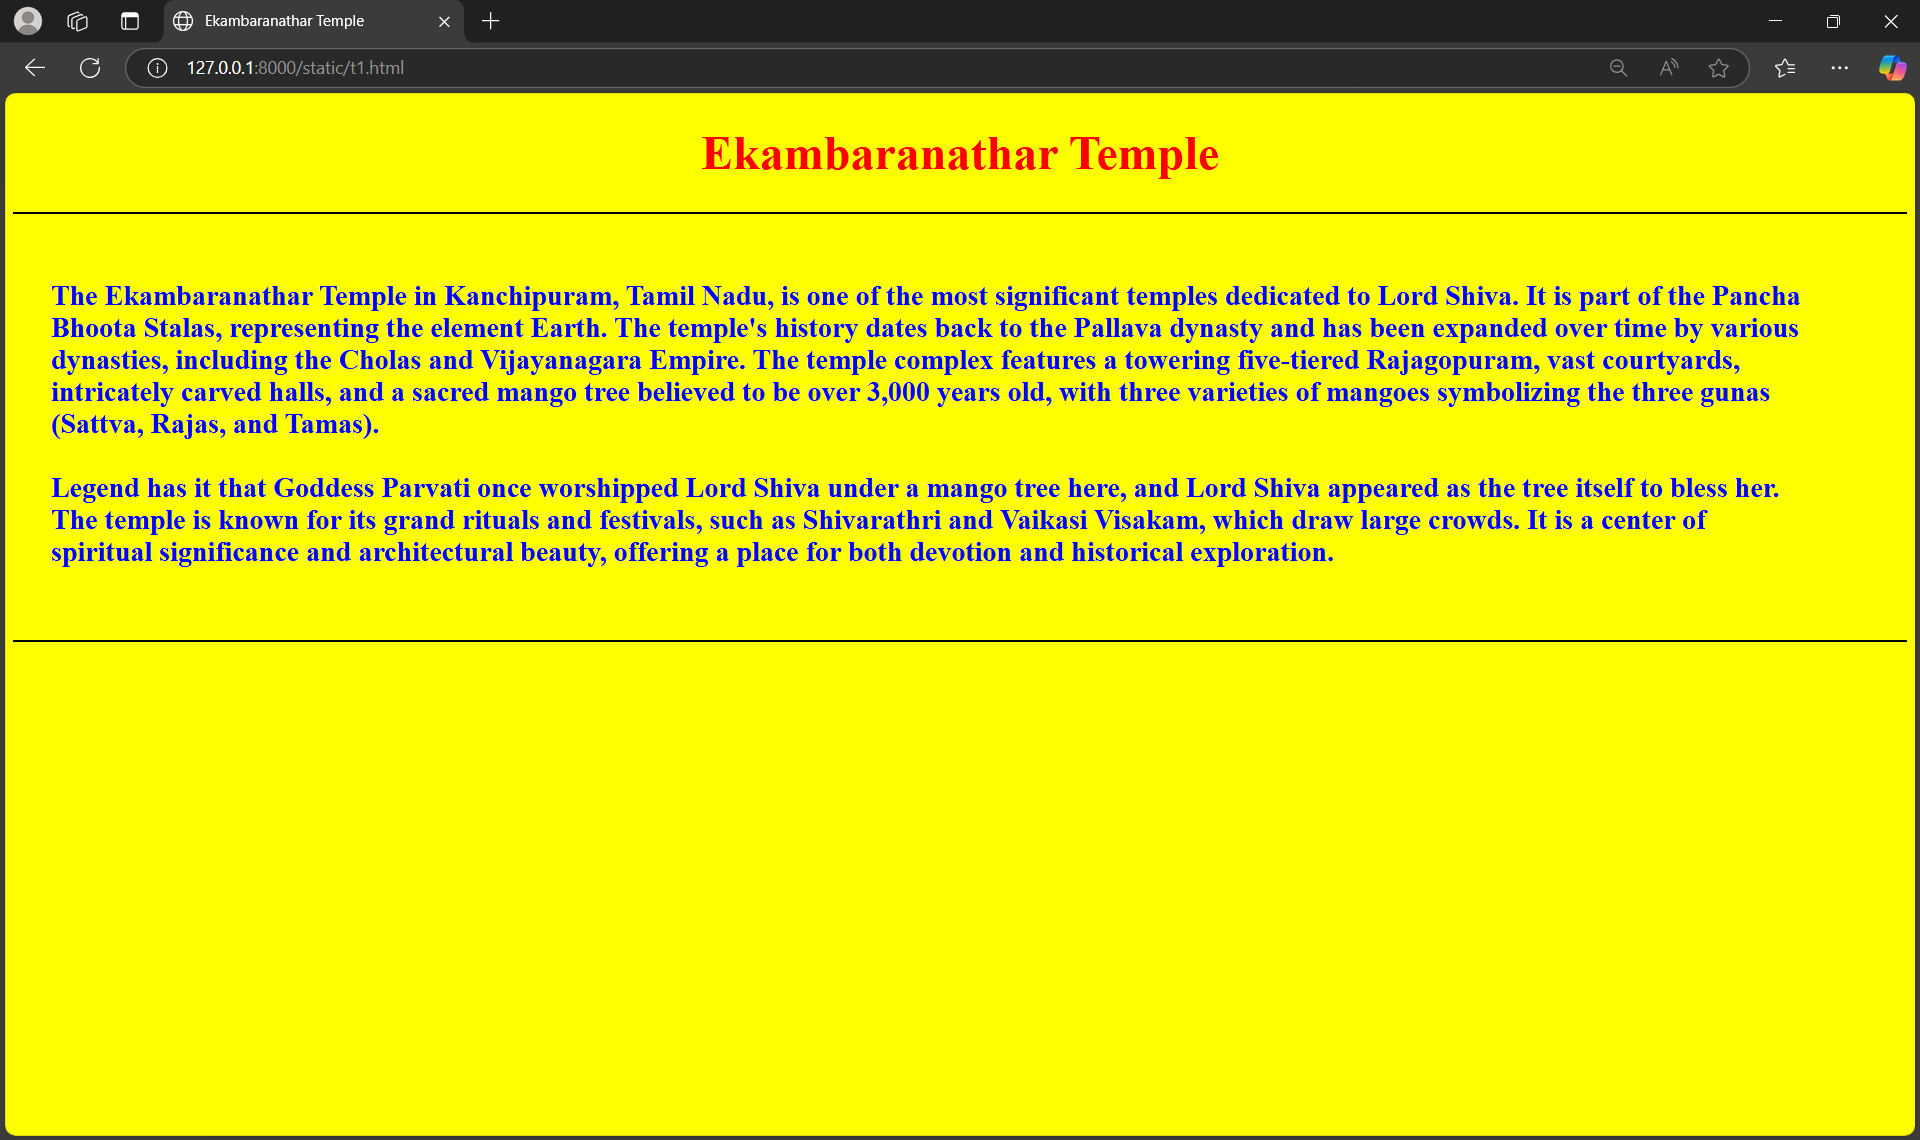 Ekambaranathar Temple
127.0.0.1:8000/static/t1.html
Ekambaranathar Temple
The Ekambaranathar Temple in Kanchipuram, Tamil Nadu, is one of the most significant temples dedicated to Lord Shiva. It is part of the Pancha
Bhoota Stalas, representing the element Earth. The temple's history dates back to the Pallava dynasty and has been expanded over time by various
dynasties, including the Cholas and Vijayanagara Empire. The temple complex features a towering five-tiered Rajagopuram, vast courtyards,
intricately carved halls, and a sacred mango tree believed to be over 3,000 years old, with three varieties of mangoes symbolizing the three gunas
(Sattva, Rajas, and Tamas).
Legend has it that Goddess Parvati once worshipped Lord Shiva under a mango tree here, and Lord Shiva appeared as the tree itself to bless her.
The temple is known for its grand rituals and festivals, such as Shivarathri and Vaikasi Visakam, which draw large crowds. It is a center of
spiritual significance and architectural beauty, offering a place for both devotion and historical exploration.